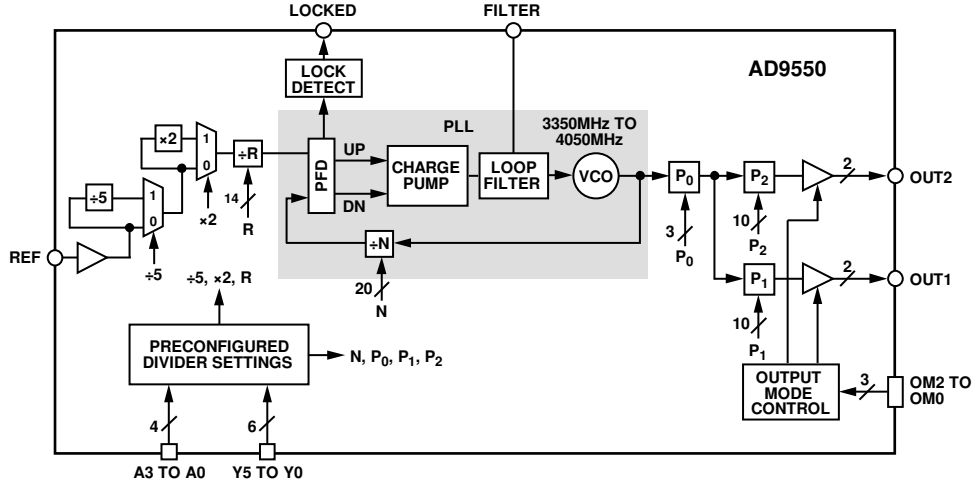 LOCKED
FILTER
AD9550
LOCK
DETECT
PLL
3350MHz TO
4050MHz
×2
1
0
÷R
PFD
UP
DN
CHARGE
PUMP
LOOP
FILTER
VCO
P0
P2
2
OUT2
÷5
1
0
×2
14
R
3
P0
10
P2
REF
÷5
÷N
20
N
P1
2
OUT1
10
P1
÷5, ×2, R
PRECONFIGURED
DIVIDER SETTINGS
N, P0, P1, P2
OUTPUT
MODE
CONTROL
3
OM2 TO
OM0
4
6
A3 TO A0
Y5 TO Y0